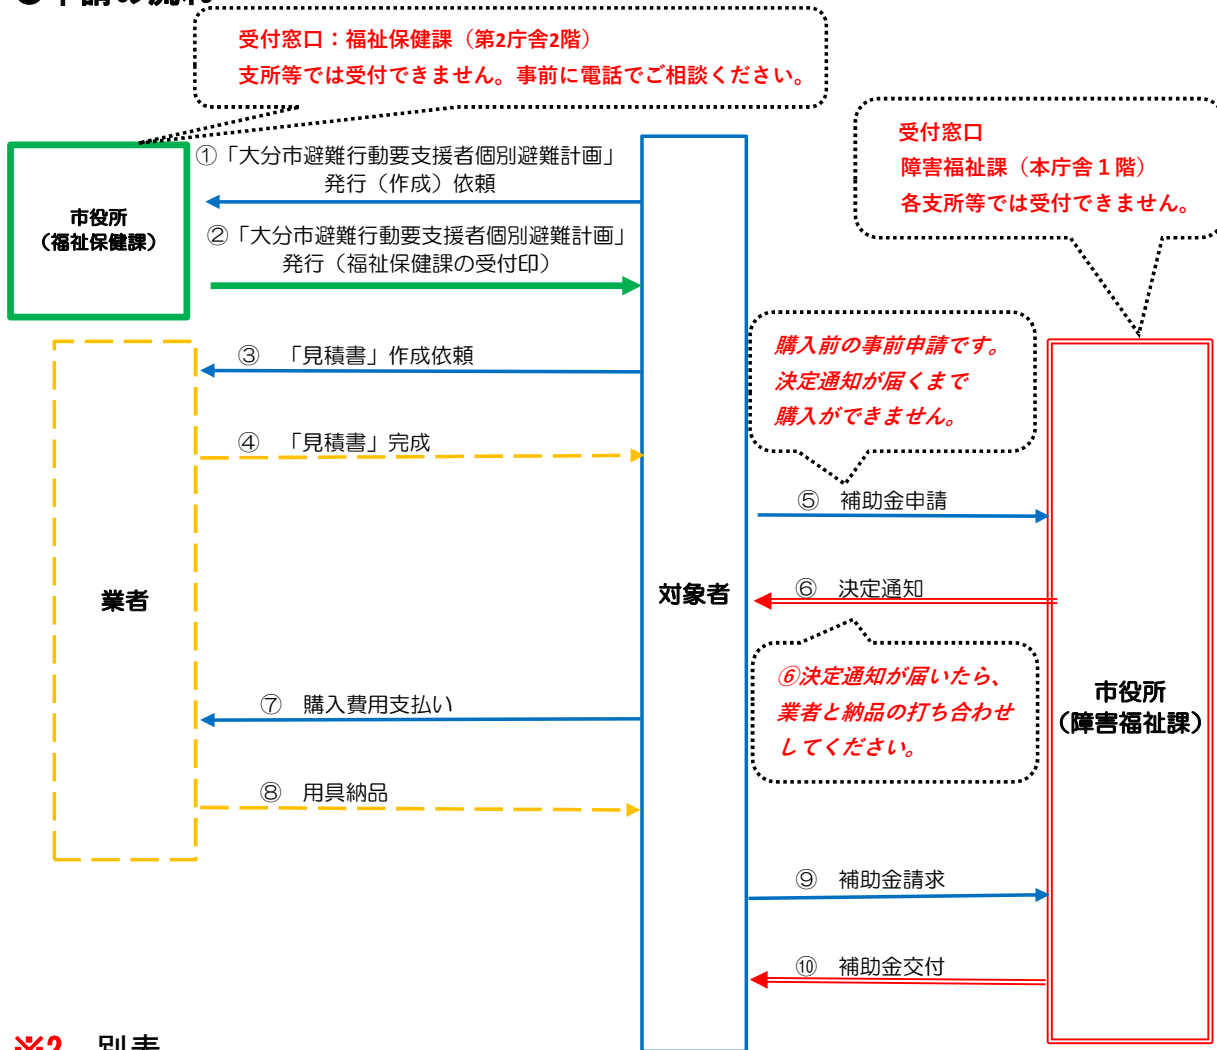 ●申請の流れ
受付窓口：福祉保健課（第2庁舎2階）
支所等では受付できません。事前に電話でご相談ください。
受付窓口
障害福祉課（本庁舎１階）
各支所等では受付できません。
市役所
（福祉保健課）
①「大分市避難行動要支援者個別避難計画」
発行（作成）依頼
②「大分市避難行動要支援者個別避難計画」
発行（福祉保健課の受付印）
③　「見積書」作成依頼
④　「見積書」完成
購入前の事前申請です。
決定通知が届くまで
購入ができません。
⑤　補助金申請
業者
対象者
⑥　決定通知
⑥決定通知が届いたら、
業者と納品の打ち合わせ
してください。
市役所
（障害福祉課）
⑦　購入費用支払い
⑧　用具納品
⑨　補助金請求
⑩　補助金交付
※2　別表